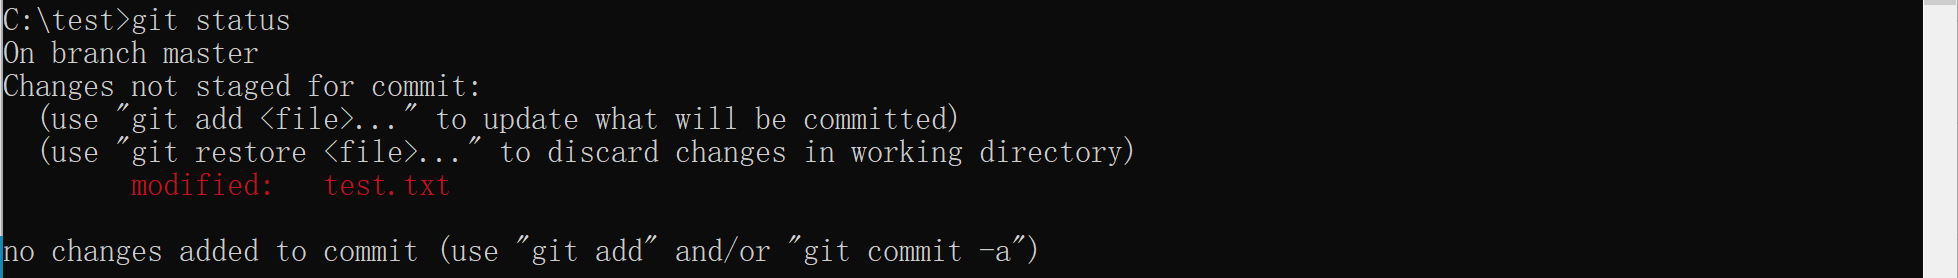 C:\test>git status
On branch master
Changes not staged for commit:
  (use "git add <file>..." to update what will be committed)
  (use "git restore <file>..." to discard changes in working directory)
        modified:   test.txt

no changes added to commit (use "git add" and/or "git commit -a")